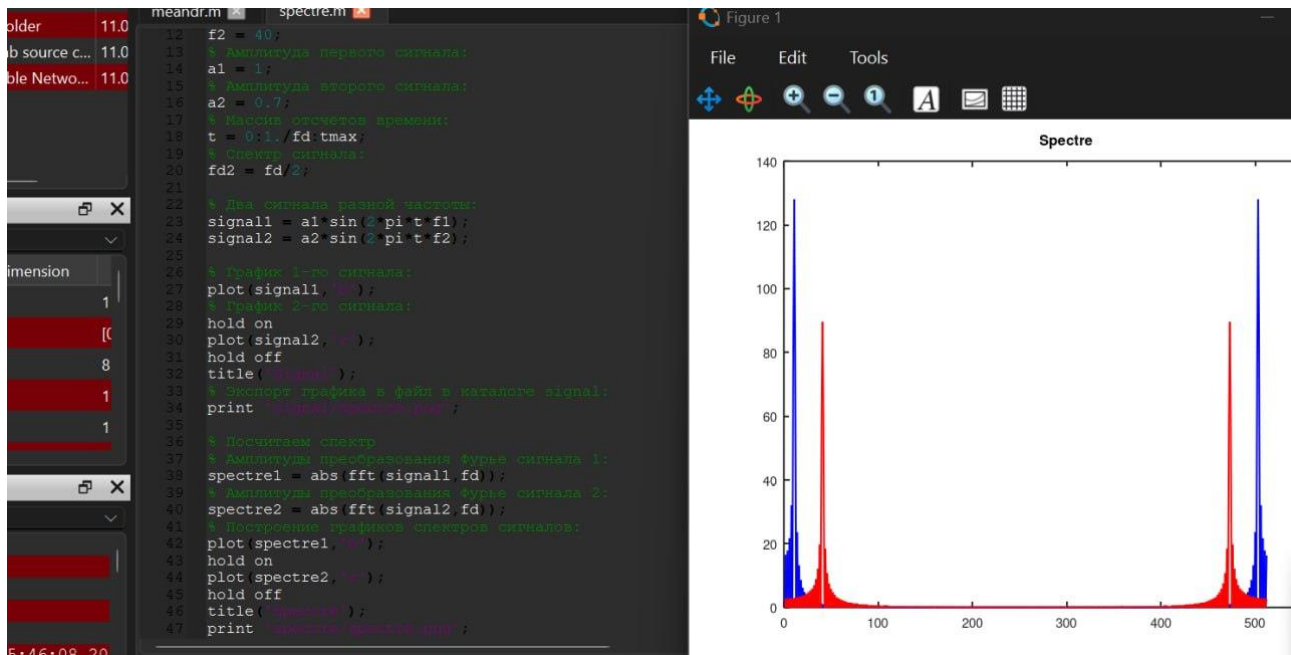 older 11.0
b source c... 11.0
ble Netwo... 11.0
imension
1
[0
8
1
1
meandr.m spectre.m
12 f2 = 40;
13 % Амплитуда первого сигнала:
14 a1 = 1;
15 % Амплитуда второго сигнала:
16 a2 = 0.7;
17 % Массив отсчётов времени:
18 t = 0:1./fd:tmax;
19 % Спектр сигнала:
20 fd2 = fd/2;
21
22 % Два сигнала разной частоты:
23 signal1 = a1*sin(2*pi*t*f1);
24 signal2 = a2*sin(2*pi*t*f2);
25
26 % График 1-го сигнала:
27 plot(signal1,'b');
28 % График 2-го сигнала:
29 hold on
30 plot(signal2,'r');
31 hold off
32 title('Signal');
33 % Экспорт графика в файл в каталоге signal:
34 print 'signal/spectre.png';
35
36 % Посчитаем спектр
37 % Амплитуды преобразования Фурье сигнала 1:
38 spectre1 = abs(fft(signal1,fd));
39 % Амплитуды преобразования Фурье сигнала 2:
40 spectre2 = abs(fft(signal2,fd));
41 % Построение графиков спектров сигналов:
42 plot(spectre1,'b');
43 hold on
44 plot(spectre2,'r');
45 hold off
46 title('Spectre');
47 print 'spectre/spectre.png';
Figure 1
File Edit Tools
A
Spectre
140
120
100
80
60
40
20
0
0 100 200 300 400 500